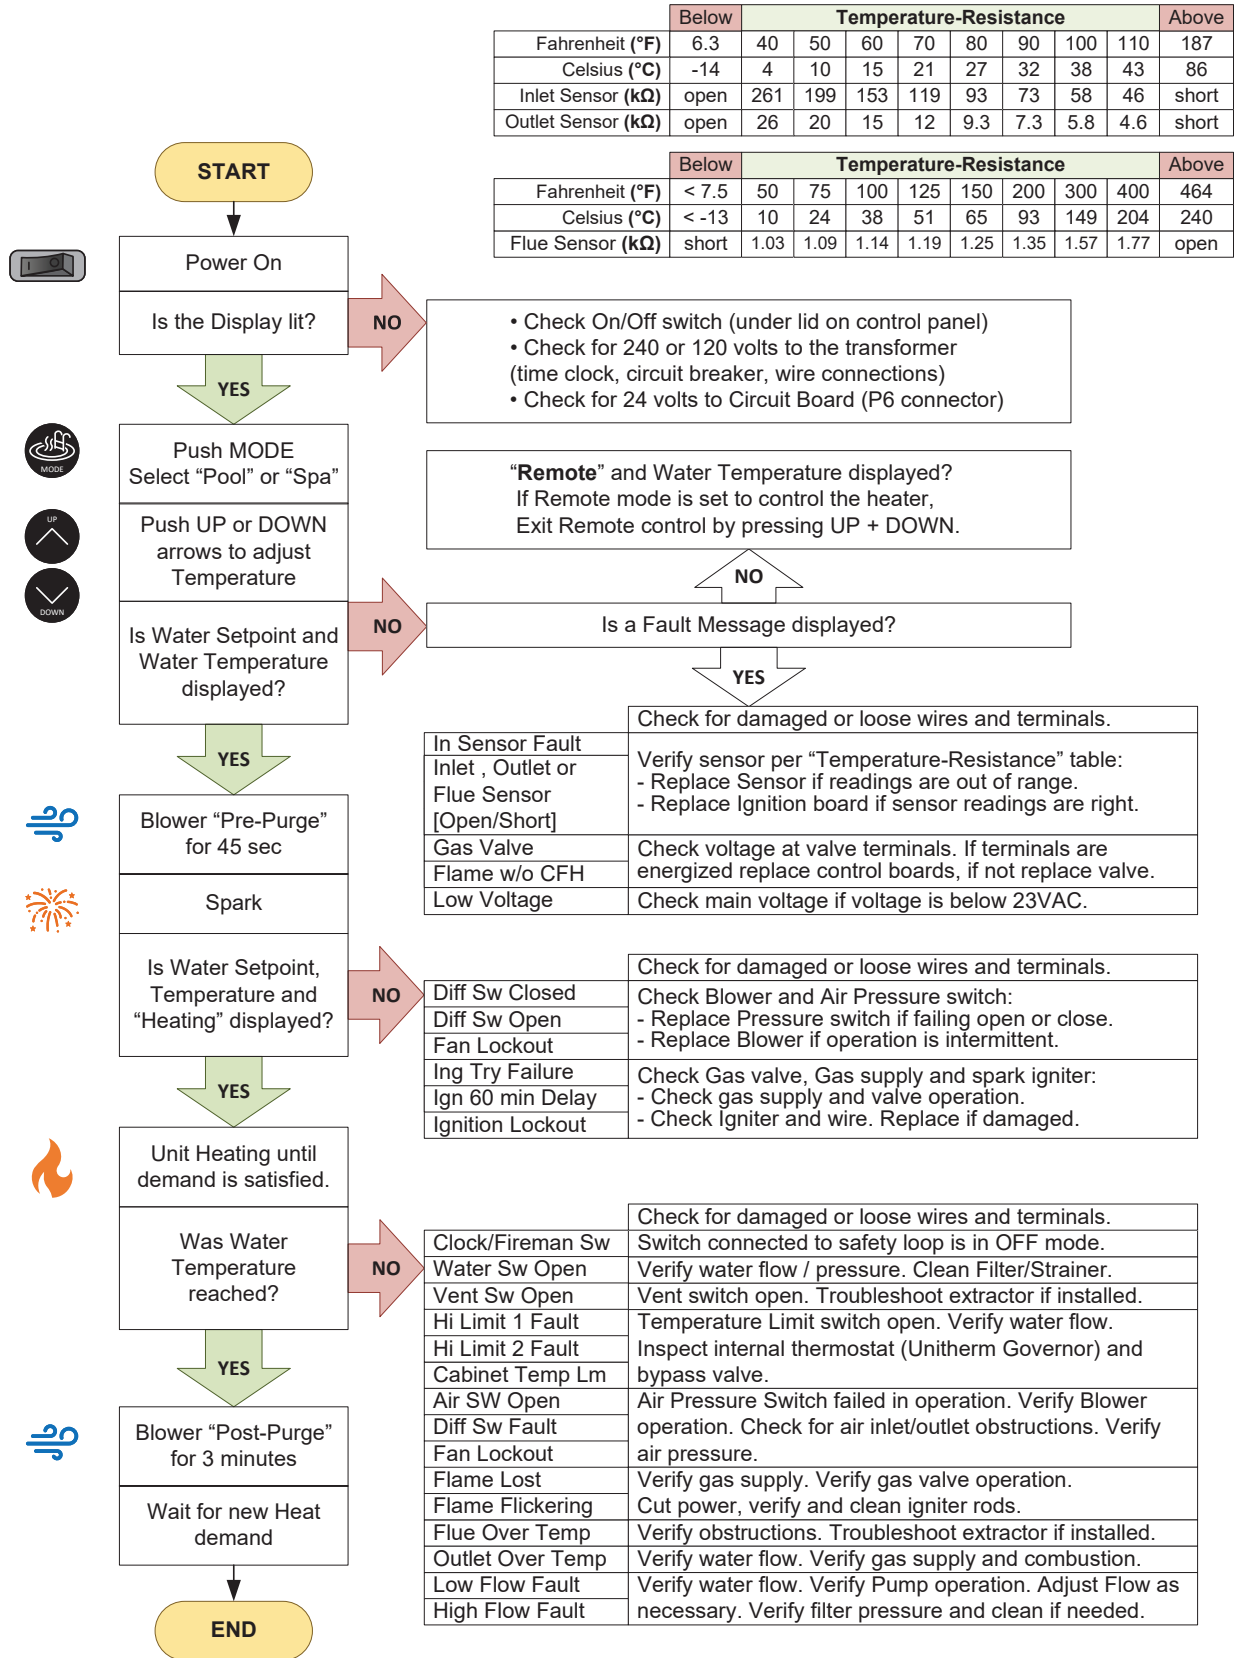 Below Temperature-Resistance Above
Fahrenheit (°F) 6.3 40 50 60 70 80 90 100 110 187
Celsius (°C) -14 4 10 15 21 27 32 38 43 86
Inlet Sensor (kΩ) open 261 199 153 119 93 73 58 46 short
Outlet Sensor (kΩ) open 26 20 15 12 9.3 7.3 5.8 4.6 short
Below Temperature-Resistance Above
Fahrenheit (°F) < 7.5 50 75 100 125 150 200 300 400 464
Celsius (°C) < -13 10 24 38 51 65 93 149 204 240
Flue Sensor (kΩ) short 1.03 1.09 1.14 1.19 1.25 1.35 1.57 1.77 open
START
Power On
Is the Display lit?
NO
• Check On/Off switch (under lid on control panel)
• Check for 240 or 120 volts to the transformer
(time clock, circuit breaker, wire connections)
• Check for 24 volts to Circuit Board (P6 connector)
YES
MODE
Push MODE
Select “Pool” or “Spa”
UP
DOWN
Push UP or DOWN
arrows to adjust
Temperature
Is Water Setpoint and
Water Temperature
displayed?
NO
Is a Fault Message displayed?
NO
“Remote” and Water Temperature displayed?
If Remote mode is set to control the heater,
Exit Remote control by pressing UP + DOWN.
YES
Check for damaged or loose wires and terminals.
In Sensor Fault
Inlet , Outlet or
Flue Sensor
[Open/Short]
Verify sensor per “Temperature-Resistance” table:
- Replace Sensor if readings are out of range.
- Replace Ignition board if sensor readings are right.
Gas Valve
Flame w/o CFH
Check voltage at valve terminals. If terminals are
energized replace control boards, if not replace valve.
Low Voltage
Check main voltage if voltage is below 23VAC.
YES
Blower “Pre-Purge”
for 45 sec
Spark
Is Water Setpoint,
Temperature and
“Heating” displayed?
NO
Check for damaged or loose wires and terminals.
Diff Sw Closed
Diff Sw Open
Fan Lockout
Check Blower and Air Pressure switch:
- Replace Pressure switch if failing open or close.
- Replace Blower if operation is intermittent.
Ing Try Failure
Ign 60 min Delay
Ignition Lockout
Check Gas valve, Gas supply and spark igniter:
- Check gas supply and valve operation.
- Check Igniter and wire. Replace if damaged.
YES
Unit Heating until
demand is satisfied.
Was Water
Temperature
reached?
NO
Check for damaged or loose wires and terminals.
Clock/Fireman Sw
Switch connected to safety loop is in OFF mode.
Water Sw Open
Verify water flow / pressure. Clean Filter/Strainer.
Vent Sw Open
Vent switch open. Troubleshoot extractor if installed.
Hi Limit 1 Fault
Hi Limit 2 Fault
Cabinet Temp Lm
Temperature Limit switch open. Verify water flow.
Inspect internal thermostat (Unitherm Governor) and
bypass valve.
Air SW Open
Diff Sw Fault
Fan Lockout
Air Pressure Switch failed in operation. Verify Blower
operation. Check for air inlet/outlet obstructions. Verify
air pressure.
Flame Lost
Flame Flickering
Verify gas supply. Verify gas valve operation.
Cut power, verify and clean igniter rods.
Flue Over Temp
Verify obstructions. Troubleshoot extractor if installed.
Outlet Over Temp
Verify water flow. Verify gas supply and combustion.
Low Flow Fault
High Flow Fault
Verify water flow. Verify Pump operation. Adjust Flow as
necessary. Verify filter pressure and clean if needed.
YES
Blower “Post-Purge”
for 3 minutes
Wait for new Heat
demand
END